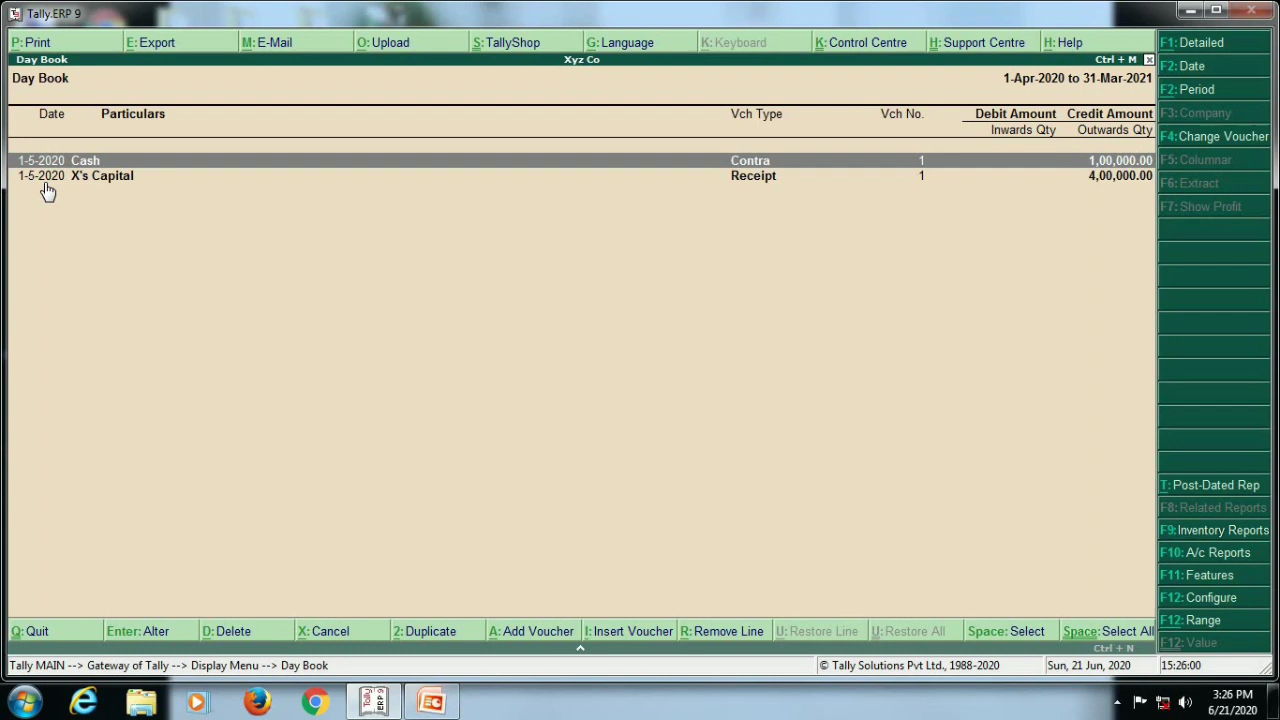 Tally.ERP 9
P: Print E: Export M: E-Mail O: Upload S: TallyShop G: Language K: Keyboard K: Control Centre H: Support Centre H: Help
Day Book Xyz Co Ctrl + M
Day Book 1-Apr-2020 to 31-Mar-2021
Date Particulars Vch Type Vch No. Debit Amount Credit Amount
Inwards Qty Outwards Qty
1-5-2020 Cash Contra 1 1,00,000.00
1-5-2020 X's Capital Receipt 1 4,00,000.00
F1: Detailed
F2: Date
F2: Period
F3: Company
F4: Change Voucher
F5: Columnar
F6: Extract
F7: Show Profit
T: Post-Dated Rep
F8: Related Reports
F9: Inventory Reports
F10: A/c Reports
F11: Features
F12: Configure
F12: Range
F12: Value
Q: Quit Enter: Alter D: Delete X: Cancel 2: Duplicate A: Add Voucher I: Insert Voucher R: Remove Line U: Restore Line U: Restore All Space: Select Space: Select All
Ctrl + N
Tally MAIN --> Gateway of Tally --> Display Menu --> Day Book © Tally Solutions Pvt Ltd., 1988-2020 Sun, 21 Jun, 2020 15:26:00
Tally ERP 9
3:26 PM
6/21/2020